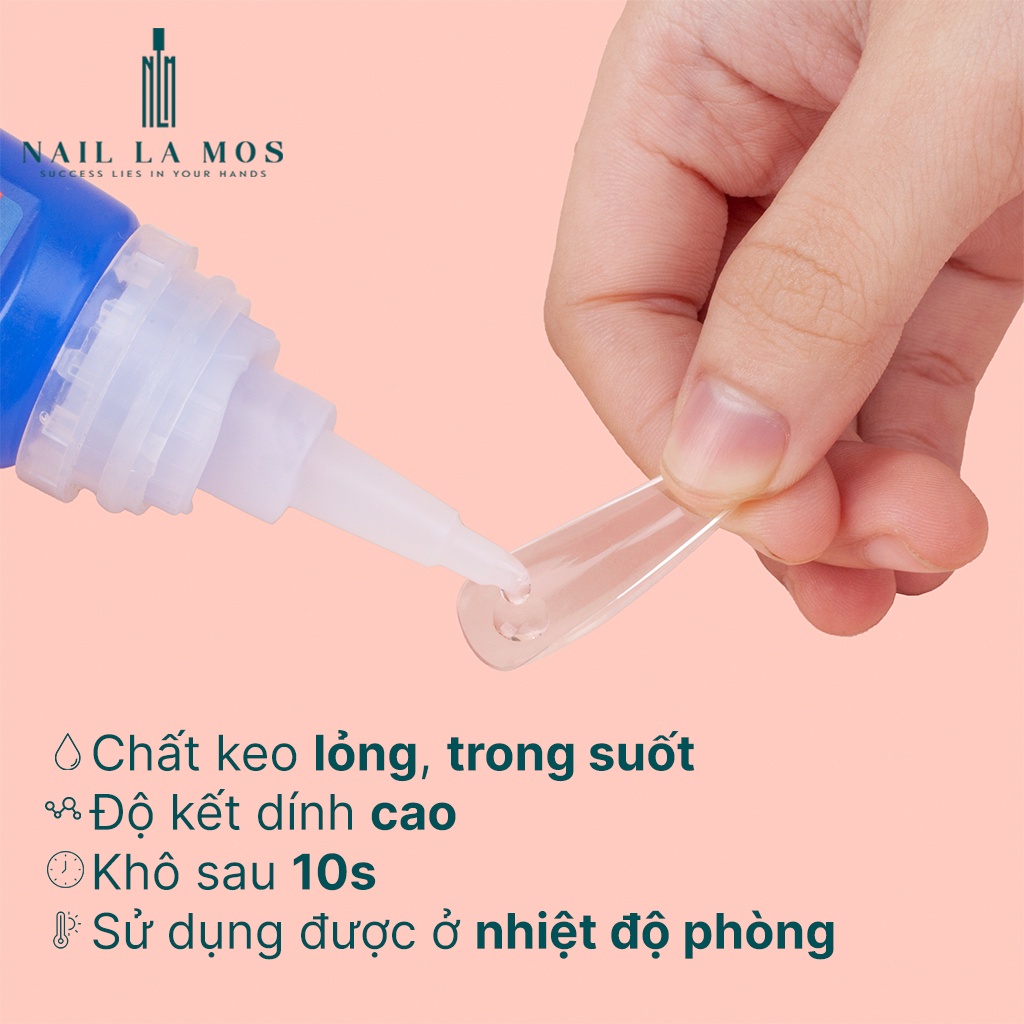 NLM
NAIL LA MOS
SUCCESS LIES IN YOUR HANDS
Chất keo lỏng, trong suốt
Độ kết dính cao
Khô sau 10s
Sử dụng được ở nhiệt độ phòng